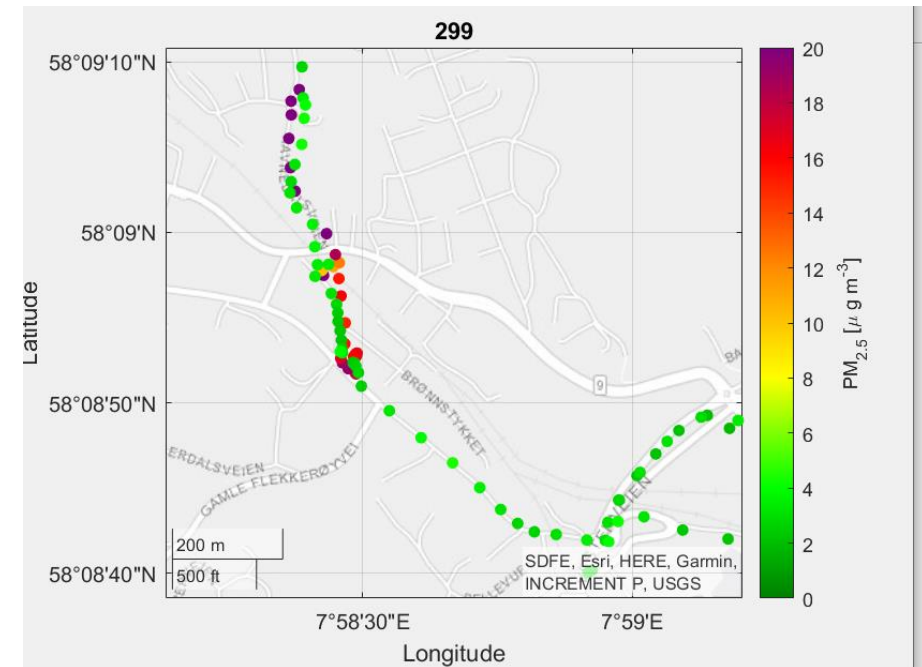 299
58°09'10"N
58°09'N
58°08'50"N
58°08'40"N
Latitude
BRØNNSTYKKET
9
BA
ERDALSVEIEN
GAMLE FLEKKERØYVEI
200 m
500 ft
SDFE, Esri, HERE, Garmin,
INCREMENT P, USGS
7°58'30"E
7°59'E
Longitude
20
18
16
14
12
10
8
6
4
2
0
PM2.5 [μ g m-3]